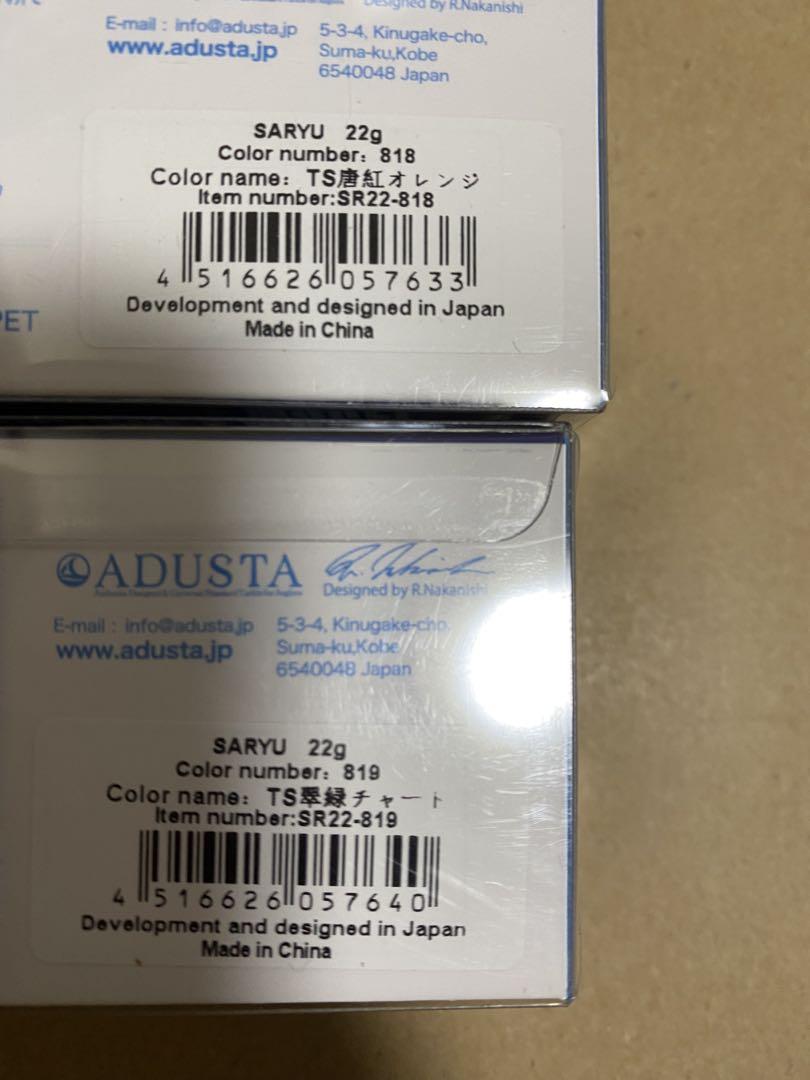 Designed by R.Nakanishi
E-mail : info@adusta.jp
www.adusta.jp
5-3-4, Kinugake-cho,
Suma-ku,Kobe
6540048 Japan
SARYU 22g
Color number: 818
Color name: TS唐紅オレンジ
Item number:SR22-818
4 516626 057633
Development and designed in Japan
Made in China
PET
ADUSTA
Designed by R.Nakanishi
E-mail : info@adusta.jp
www.adusta.jp
5-3-4, Kinugake-cho,
Suma-ku,Kobe
6540048 Japan
SARYU 22g
Color number: 819
Color name: TS翠緑チャート
Item number:SR22-819
4 516626 057640
Development and designed in Japan
Made in China